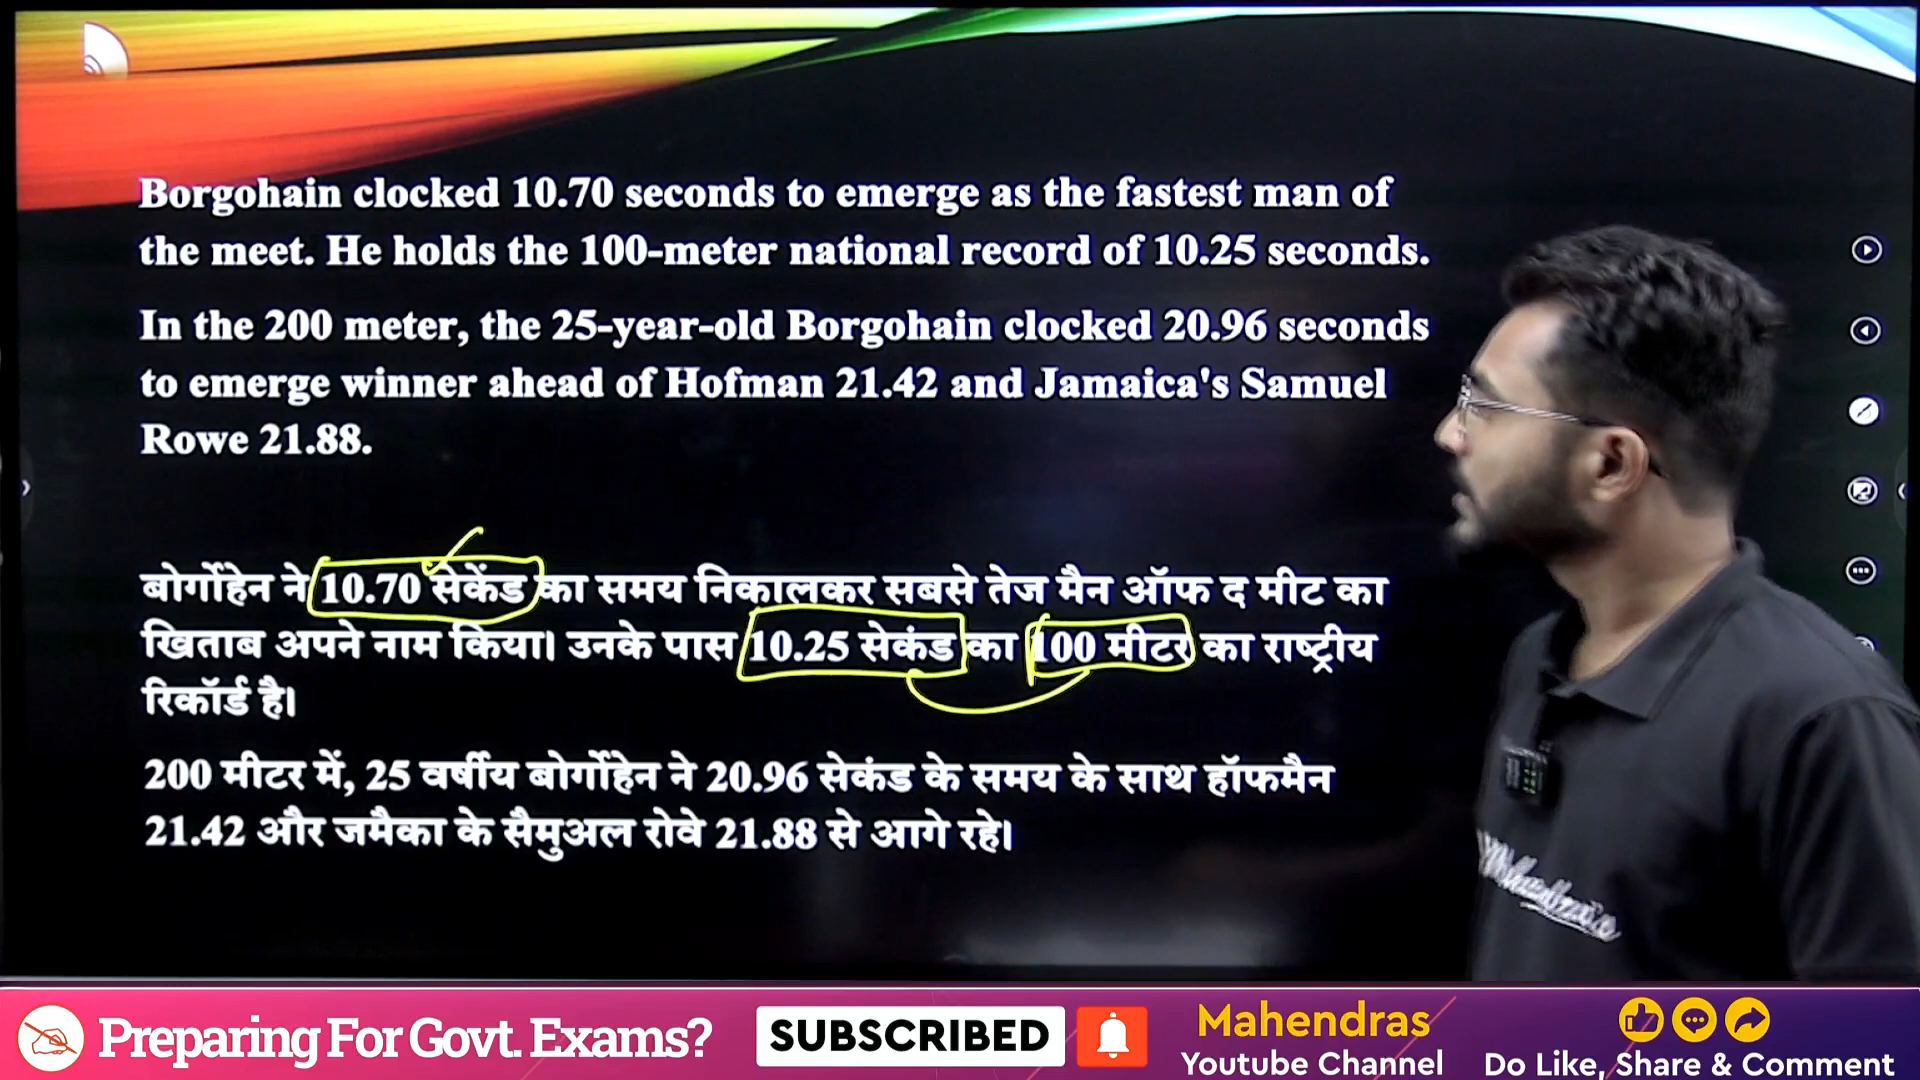 Borgohain clocked 10.70 seconds to emerge as the fastest man of
the meet. He holds the 100-meter national record of 10.25 seconds.
In the 200 meter, the 25-year-old Borgohain clocked 20.96 seconds
to emerge winner ahead of Hofman 21.42 and Jamaica's Samuel
Rowe 21.88.
बोर्गोहेन ने 10.70 सेकेंड का समय निकालकर सबसे तेज मैन ऑफ द मीट का
खिताब अपने नाम किया। उनके पास 10.25 सेकंड का 100 मीटर का राष्ट्रीय
रिकॉर्ड है।
200 मीटर में, 25 वर्षीय बोर्गोहेन ने 20.96 सेकंड के समय के साथ हॉफमैन
21.42 और जमैका के सैमुअल रोवे 21.88 से आगे रहे।
Preparing For Govt. Exams?
SUBSCRIBED
Mahendras
Youtube Channel
Do Like, Share & Comment